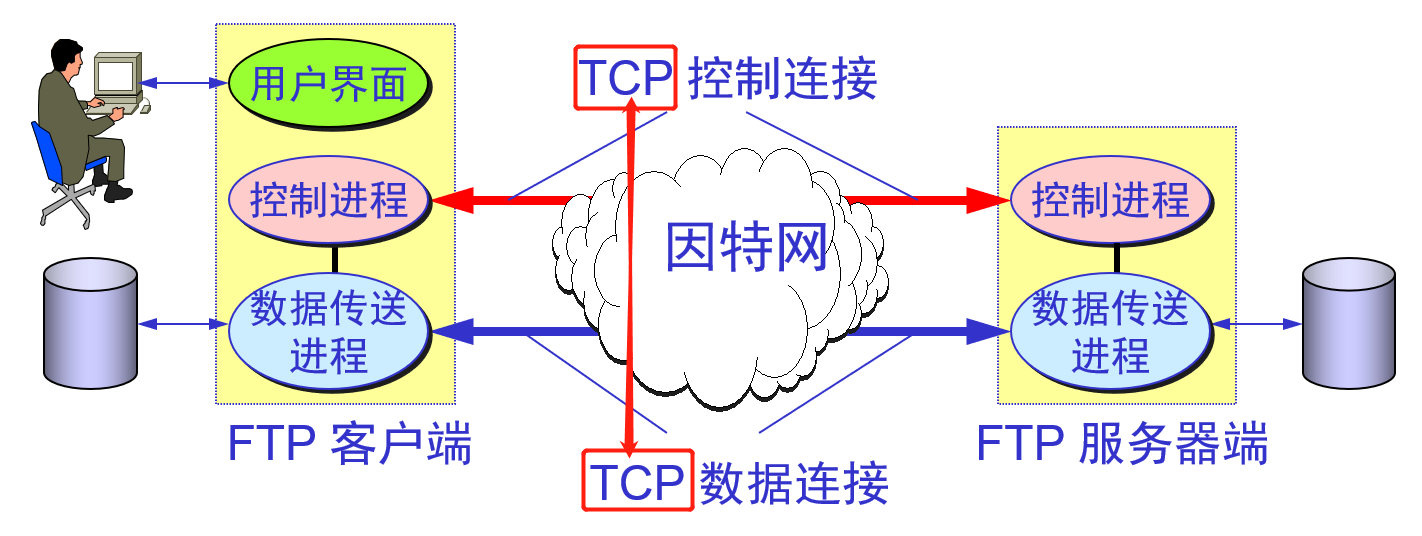 用户界面
TCP 控制连接
控制进程
因特网
控制进程
数据传送
进程
数据传送
进程
FTP 客户端
TCP 数据连接
FTP 服务器端